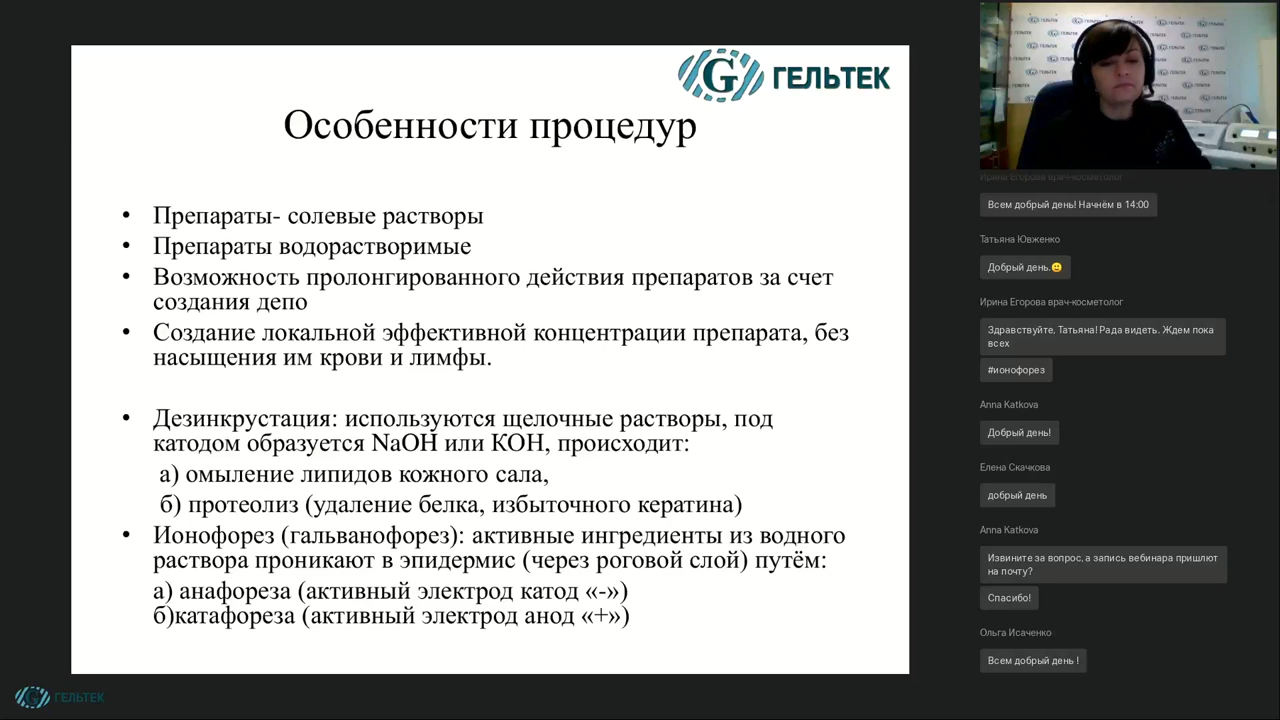 ГЕЛЬТЕК
Особенности процедур
• Препараты- солевые растворы
• Препараты водорастворимые
• Возможность пролонгированного действия препаратов за счет
создания депо
• Создание локальной эффективной концентрации препарата, без
насыщения им крови и лимфы.
• Дезинкрустация: используются щелочные растворы, под
катодом образуется NaOH или КОН, происходит:
а) омыление липидов кожного сала,
б) протеолиз (удаление белка, избыточного кератина)
• Ионофорез (гальванофорез): активные ингредиенты из водного
раствора проникают в эпидермис (через роговой слой) путём:
а) анафореза (активный электрод катод «-»)
б)катафореза (активный электрод анод «+»)
ГЕЛЬТЕК
Ирина Егорова врач-косметолог
Всем добрый день! Начнём в 14:00
Татьяна Ювженко
Добрый день.🙂
Ирина Егорова врач-косметолог
Здравствуйте, Татьяна! Рада видеть. Ждем пока
всех
#ионофорез
Anna Katkova
Добрый день!
Елена Скачкова
добрый день
Anna Katkova
Извините за вопрос, а запись вебинара пришлют
на почту?
Спасибо!
Ольга Исаченко
Всем добрый день !